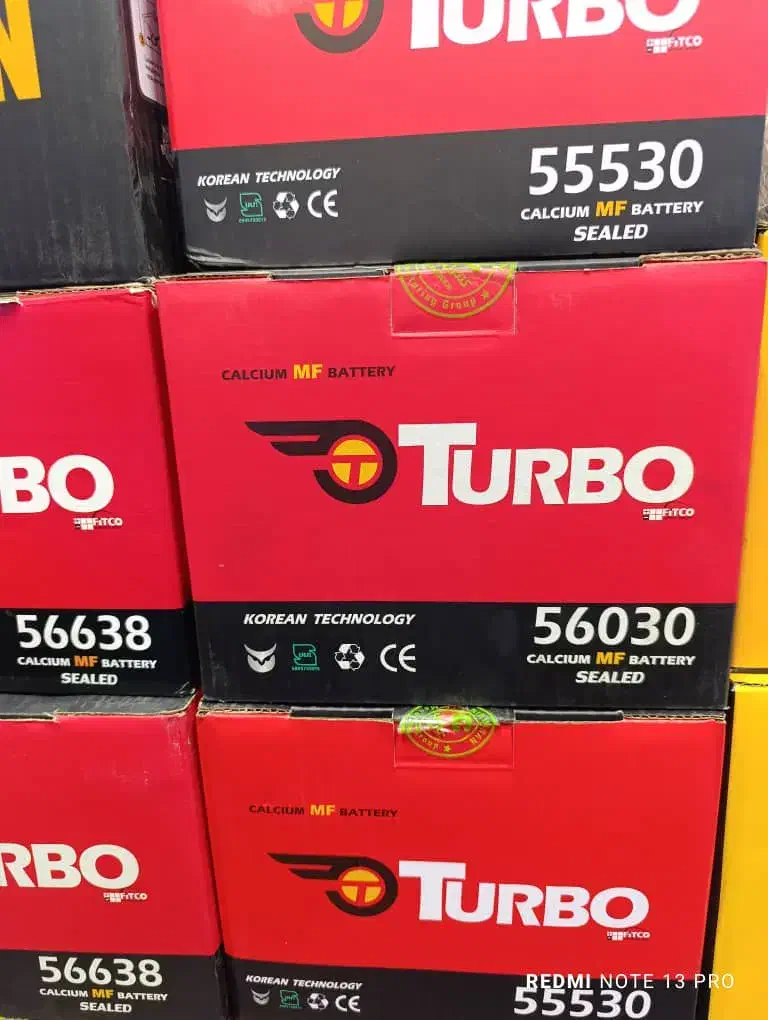 N
TURBO
FITCO
KOREAN TECHNOLOGY
CE
55530
CALCIUM MF BATTERY
SEALED
Tarsun Group
CALCIUM MF BATTERY
TURBO
FITCO
KOREAN TECHNOLOGY
CE
56030
CALCIUM MF BATTERY
SEALED
BO
FITCO
56638
CALCIUM MF BATTERY
SEALED
CALCIUM MF BATTERY
TURBO
FITCO
KOREAN TECHNOLOGY
CE
55530
RBO
FITCO
56638
CALCIUM MF BATTERY
SEALED
REDMI NOTE 13 PRO